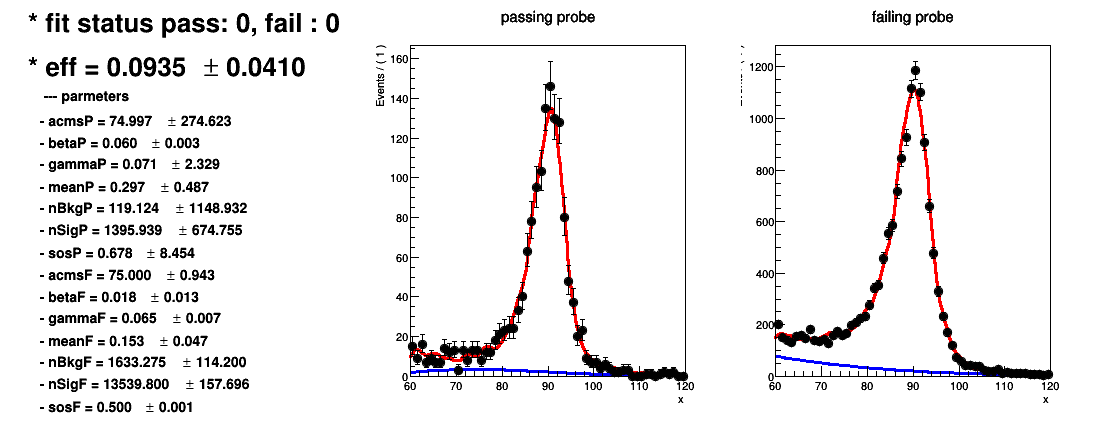 * fit status pass: 0, fail : 0
* eff = 0.0935 ± 0.0410
--- parmeters
- acmsP = 74.997 ± 274.623
- betaP = 0.060 ± 0.003
- gammaP = 0.071 ± 2.329
- meanP = 0.297 ± 0.487
- nBkgP = 119.124 ± 1148.932
- nSigP = 1395.939 ± 674.755
- sosP = 0.678 ± 8.454
- acmsF = 75.000 ± 0.943
- betaF = 0.018 ± 0.013
- gammaF = 0.065 ± 0.007
- meanF = 0.153 ± 0.047
- nBkgF = 1633.275 ± 114.200
- nSigF = 13539.800 ± 157.696
- sosF = 0.500 ± 0.001
passing probe
Events / ( 1 )
160
140
120
100
80
60
40
20
0
60 70 80 90 100 110 120
x
failing probe
1200
1000
800
600
400
200
0
60 70 80 90 100 110 120
x